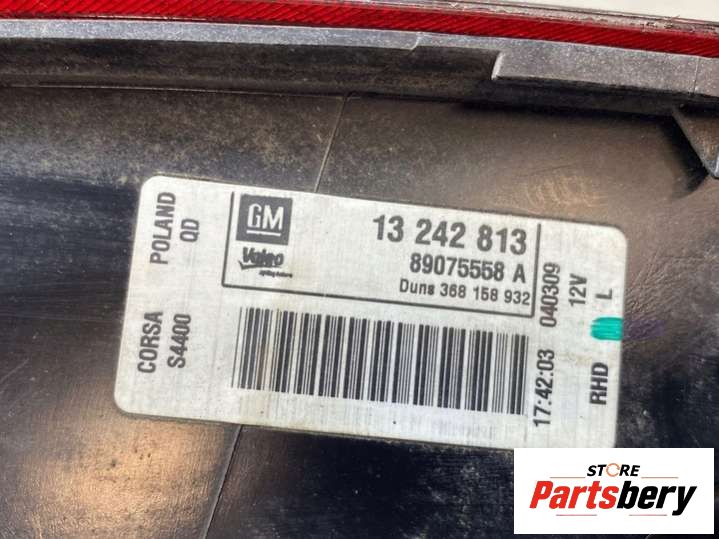 CORSA POLAND
S4400 QD
GM
Valeo
13 242 813
89075558 A
Duns 368 158 932
17:42:03 040309
12V
RHD L
STORE
Partsbery